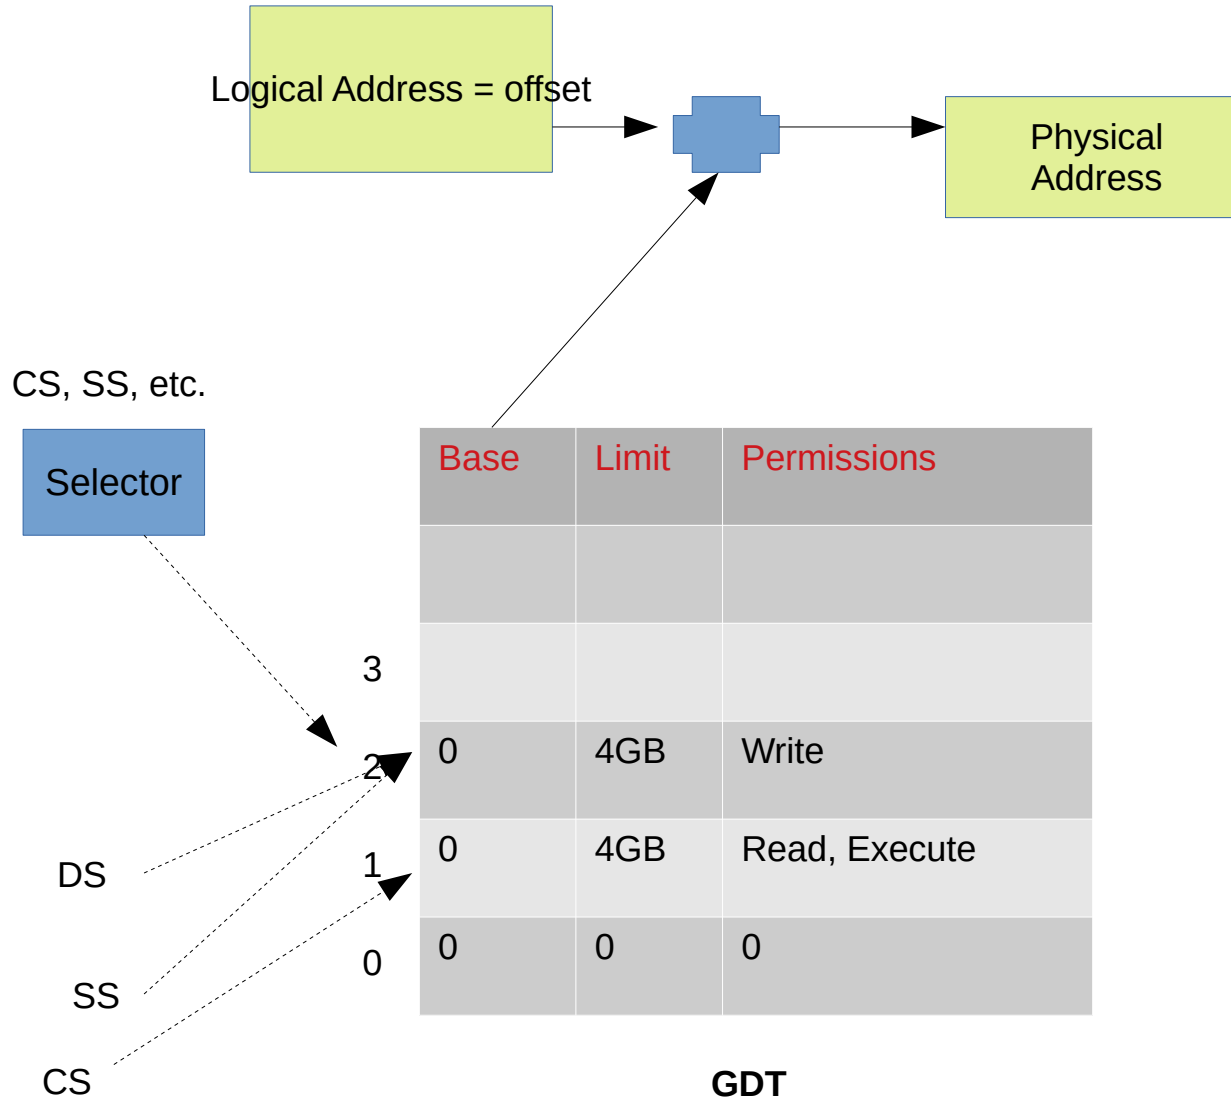 Logical Address = offset
Physical
Address
CS, SS, etc.
Selector
Base Limit Permissions
3
2 0 4GB Write
1 0 4GB Read, Execute
0 0 0 0
DS
SS
CS
GDT